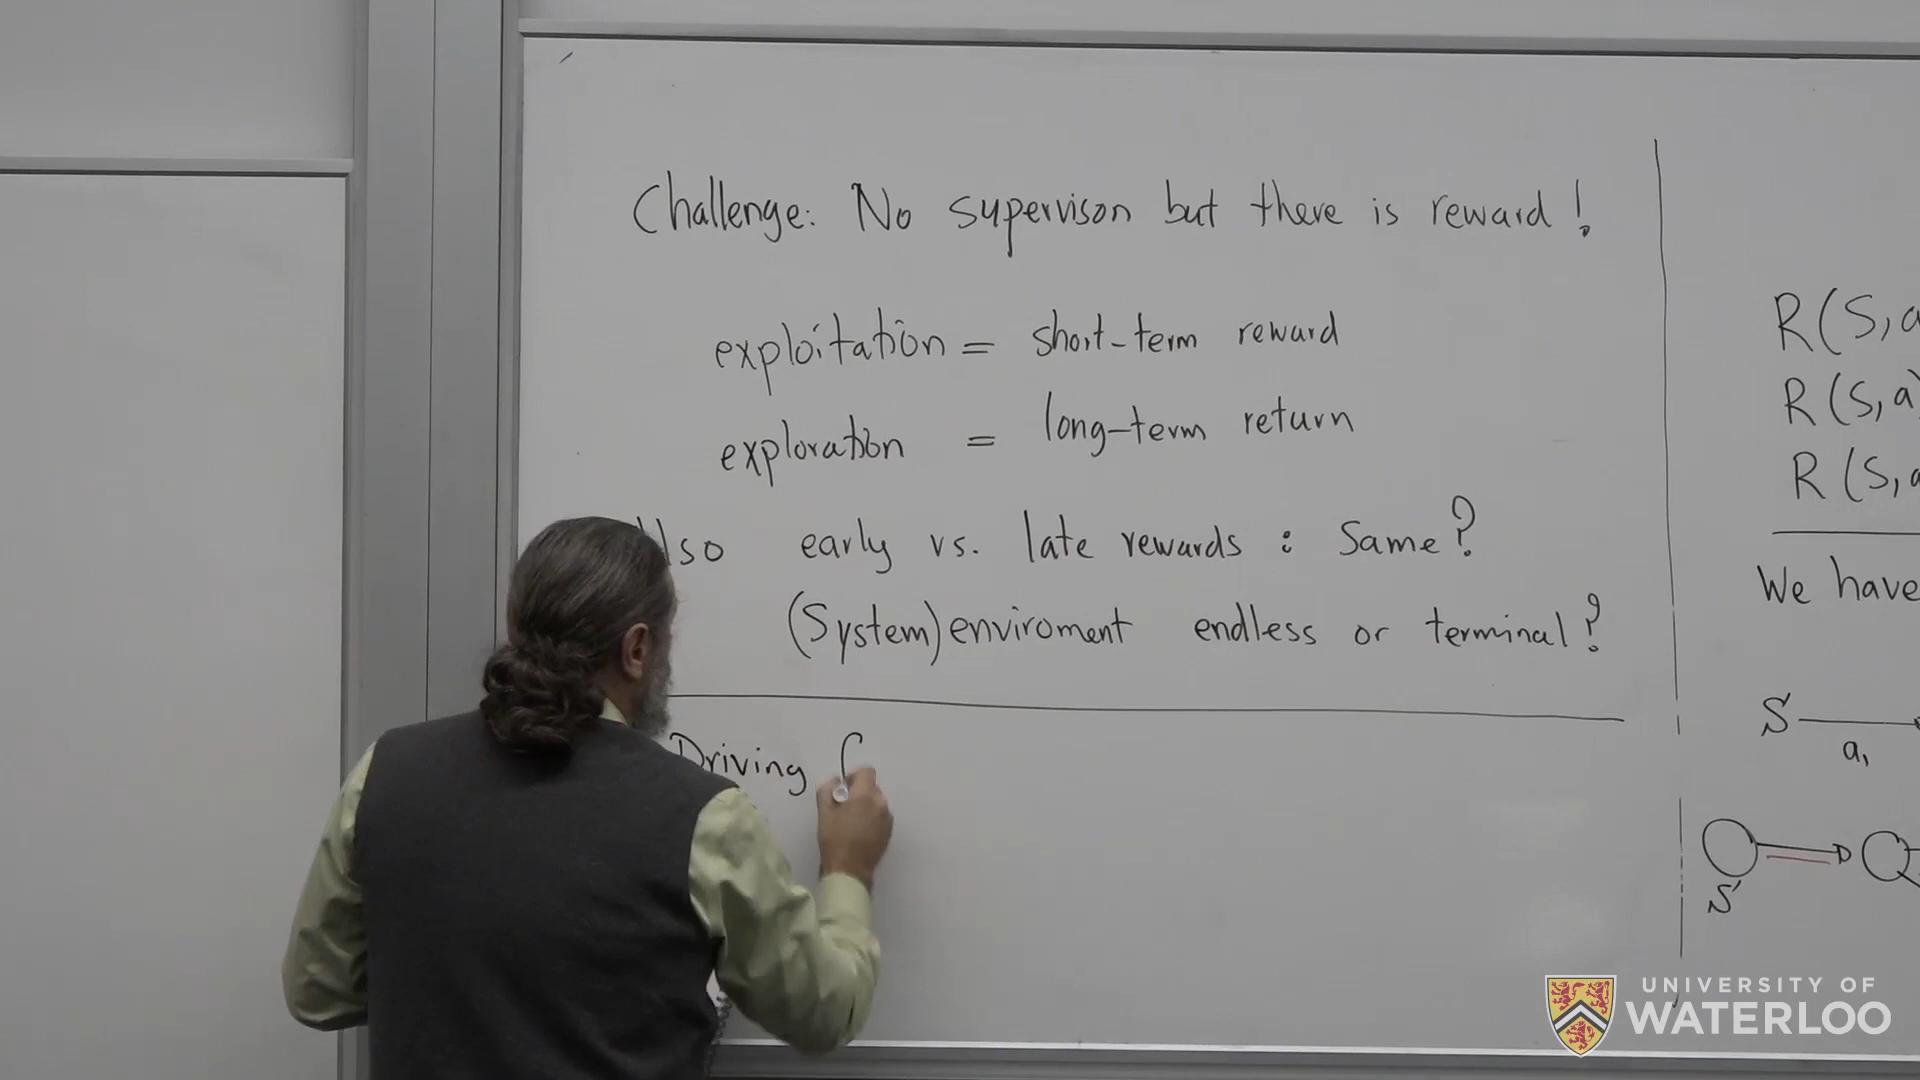 Challenge: No supervison but there is reward!
exploitation = short-term reward
exploration = long-term return
lso early vs. late rewards : Same?
(System) enviroment endless or terminal?
Driving
R(S,a
R(S,a)
R(S,a
We have
S
a₁
S
UNIVERSITY OF
WATERLOO